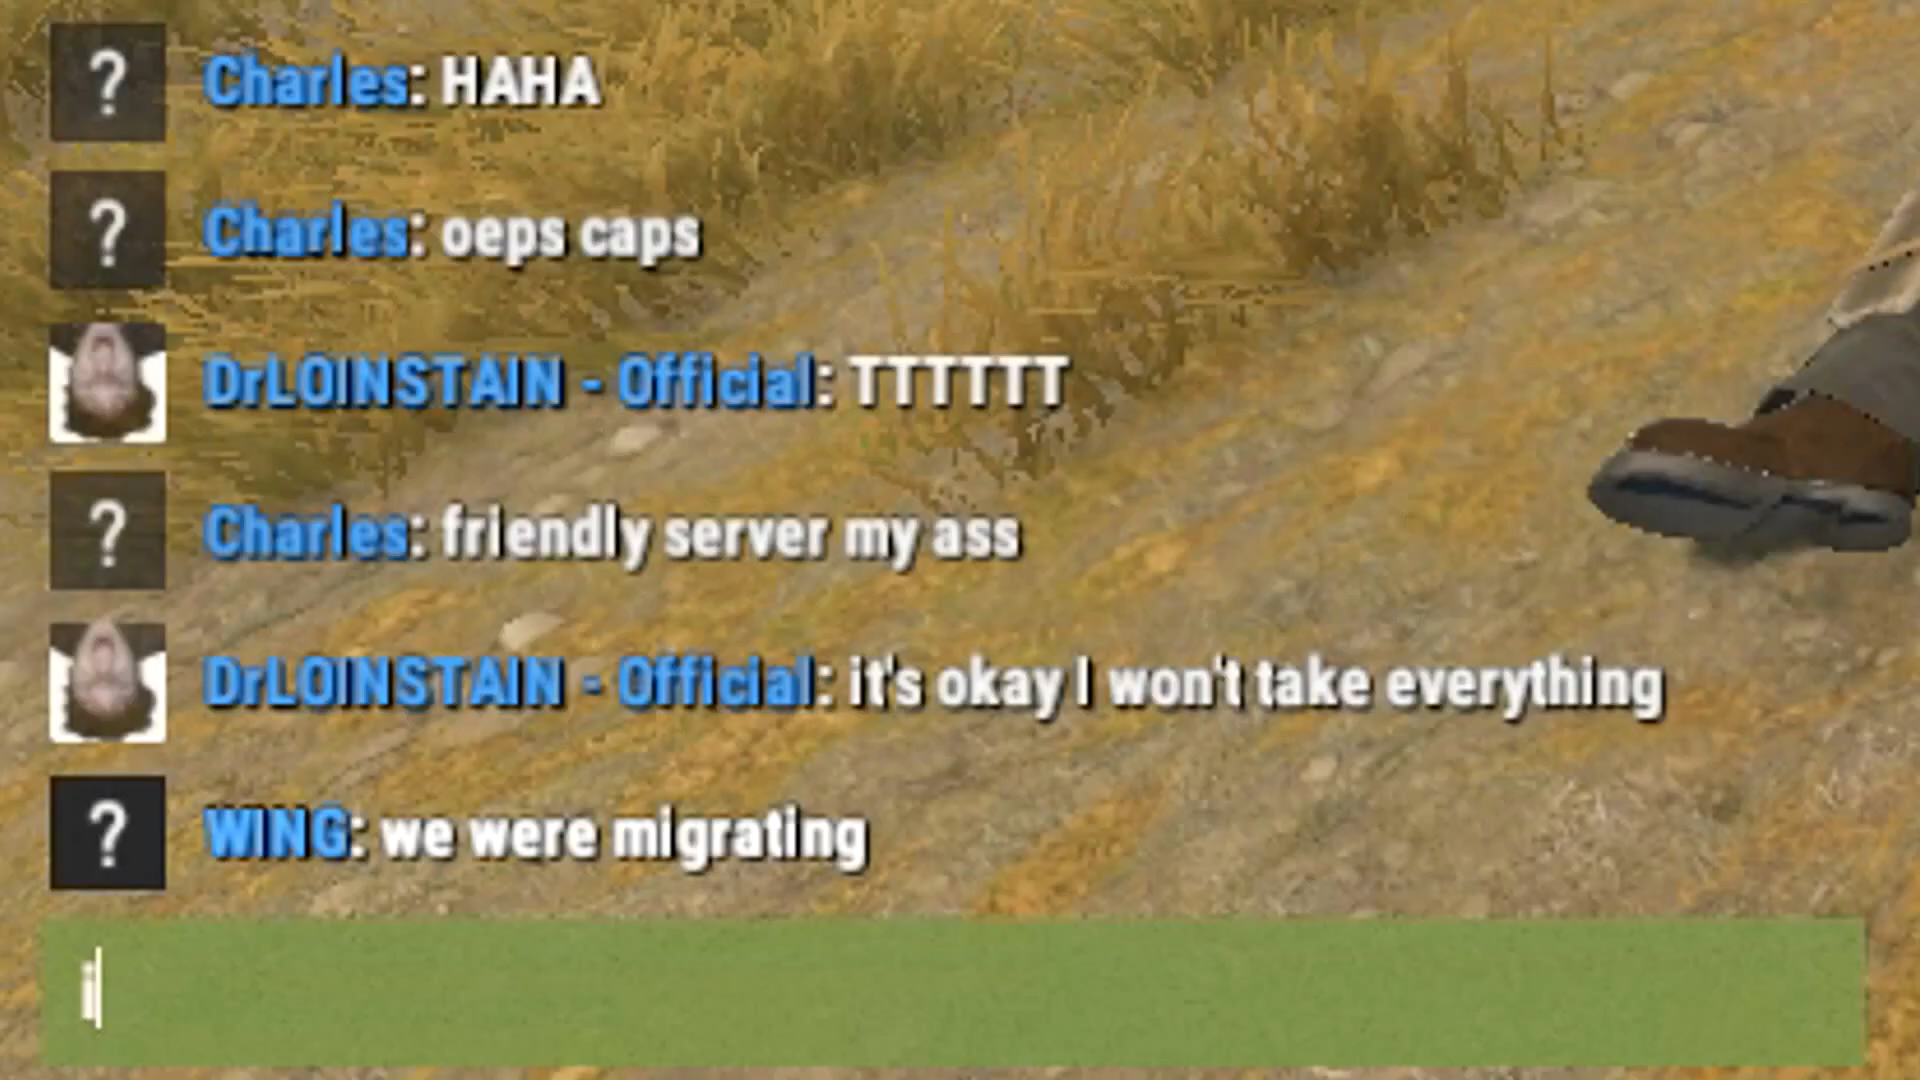 ? Charles: HAHA
? Charles: oeps caps
DrLOINSTAIN - Official: TTTTTT
? Charles: friendly server my ass
DrLOINSTAIN - Official: it's okay I won't take everything
? WING: we were migrating
i